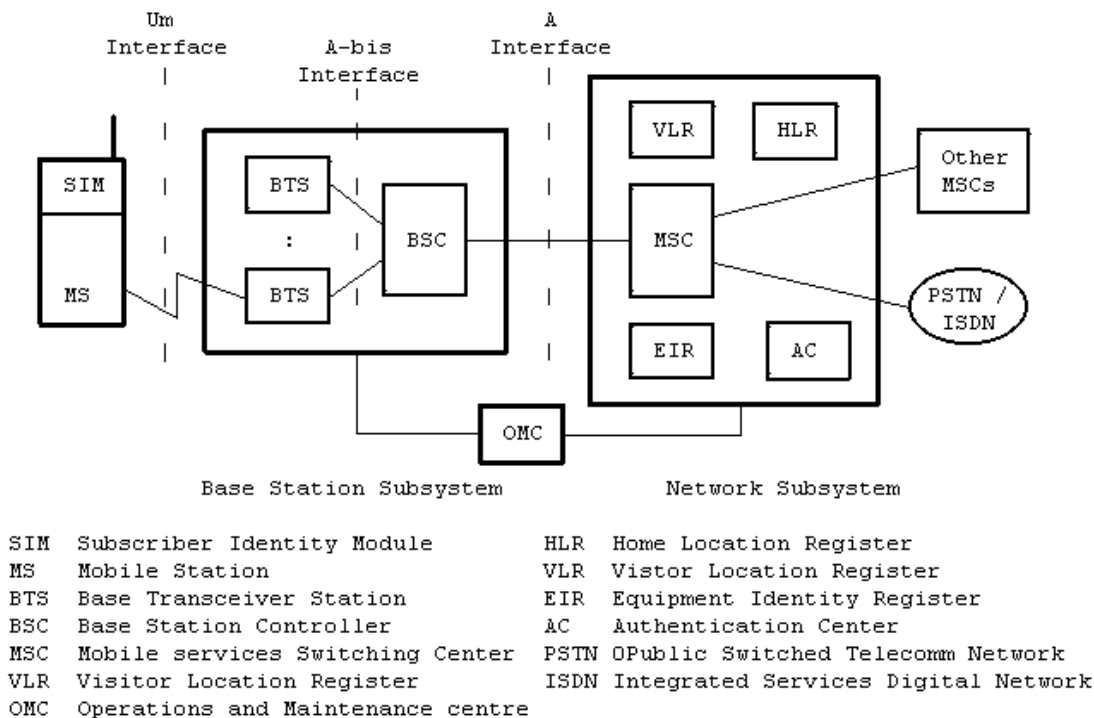 Um
Interface
A-bis
Interface
A
Interface
VLR
HLR
Other
MSCs
SIM
BTS
:
BSC
MSC
MS
BTS
PSTN /
ISDN
EIR
AC
OMC
Base Station Subsystem
Network Subsystem
SIM Subscriber Identity Module
MS Mobile Station
BTS Base Transceiver Station
BSC Base Station Controller
MSC Mobile services Switching Center
VLR Visitor Location Register
OMC Operations and Maintenance centre
HLR Home Location Register
VLR Vistor Location Register
EIR Equipment Identity Register
AC Authentication Center
PSTN OPublic Switched Telecomm Network
ISDN Integrated Services Digital Network